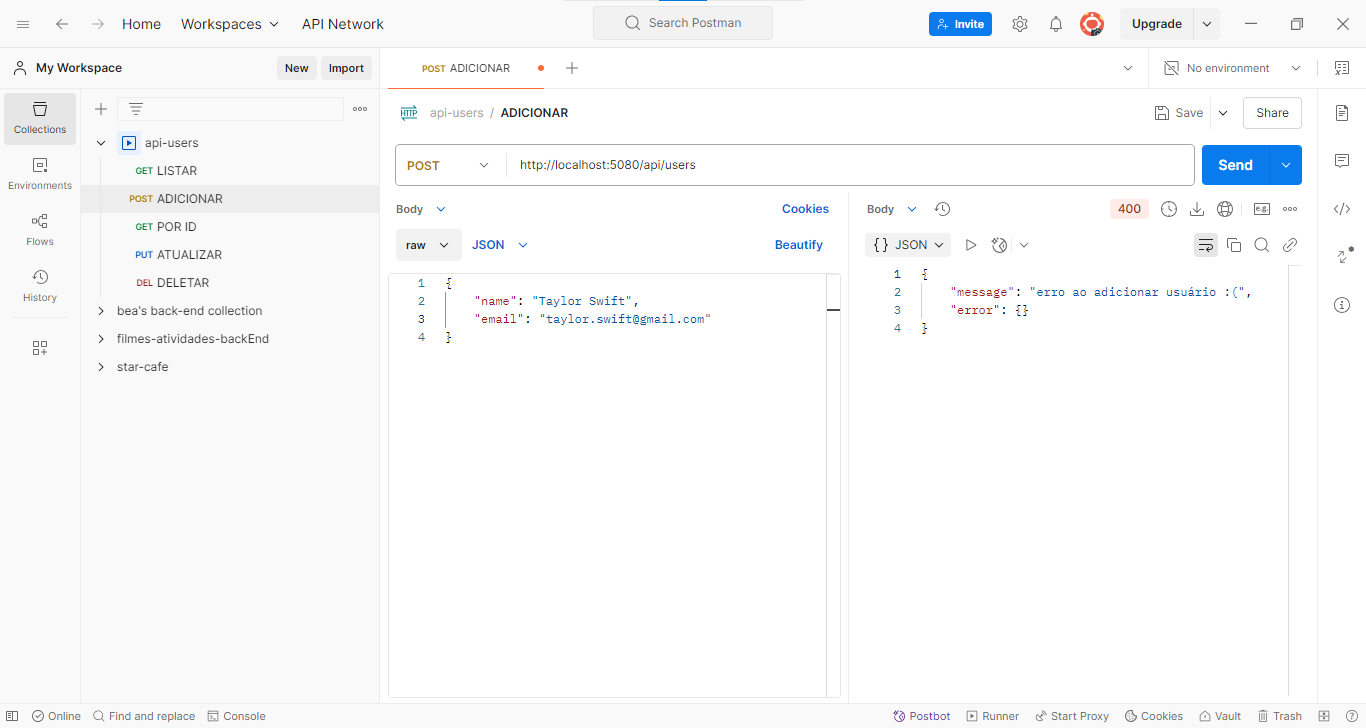 Home Workspaces API Network Search Postman Invite Upgrade
My Workspace New Import POST ADICIONAR No environment
Collections
Environments
Flows
History
api-users
GET LISTAR
POST ADICIONAR
GET POR ID
PUT ATUALIZAR
DEL DELETAR
bea's back-end collection
filmes-atividades-backEnd
star-cafe
HTTP api-users / ADICIONAR Save Share
POST http://localhost:5080/api/users Send
Body Cookies
raw JSON Beautify
1 {
2 "name": "Taylor Swift",
3 "email": "taylor.swift@gmail.com"
4 }
Body 400 e.g.
{} JSON
1 {
2 "message": "erro ao adicionar usuário :(",
3 "error": {}
4 }
Online Find and replace Console Postbot Runner Start Proxy Cookies Vault Trash